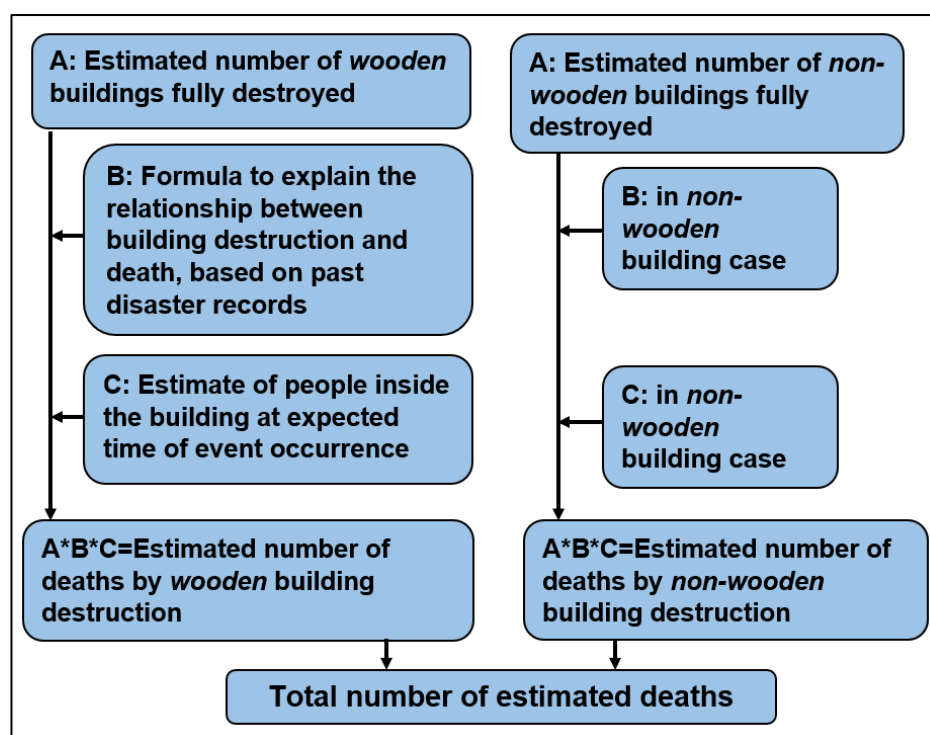 A: Estimated number of wooden
buildings fully destroyed
B: Formula to explain the
relationship between
building destruction and
death, based on past
disaster records
C: Estimate of people inside
the building at expected
time of event occurrence
A*B*C=Estimated number of
deaths by wooden building
destruction
A: Estimated number of non-
wooden buildings fully
destroyed
B: in non-
wooden
building case
C: in non-
wooden
building case
A*B*C=Estimated number of
deaths by non-wooden
building destruction
Total number of estimated deaths